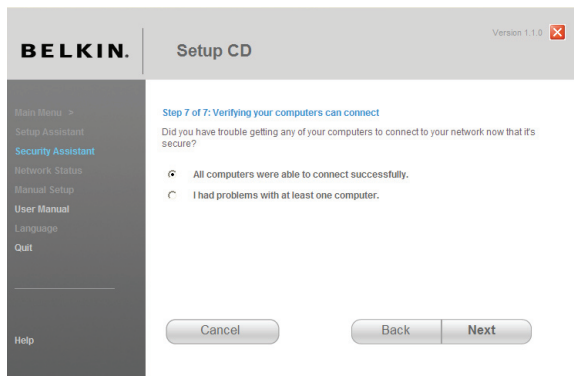 Version 1.1.0
BELKIN.
Setup CD
Main Menu >
Setup Assistant
Security Assistant
Network Status
Manual Setup
User Manual
Language
Quit
Help
Step 7 of 7: Verifying your computers can connect
Did you have trouble getting any of your computers to connect to your network now that it's
secure?
All computers were able to connect successfully.
I had problems with at least one computer.
Cancel
Back
Next